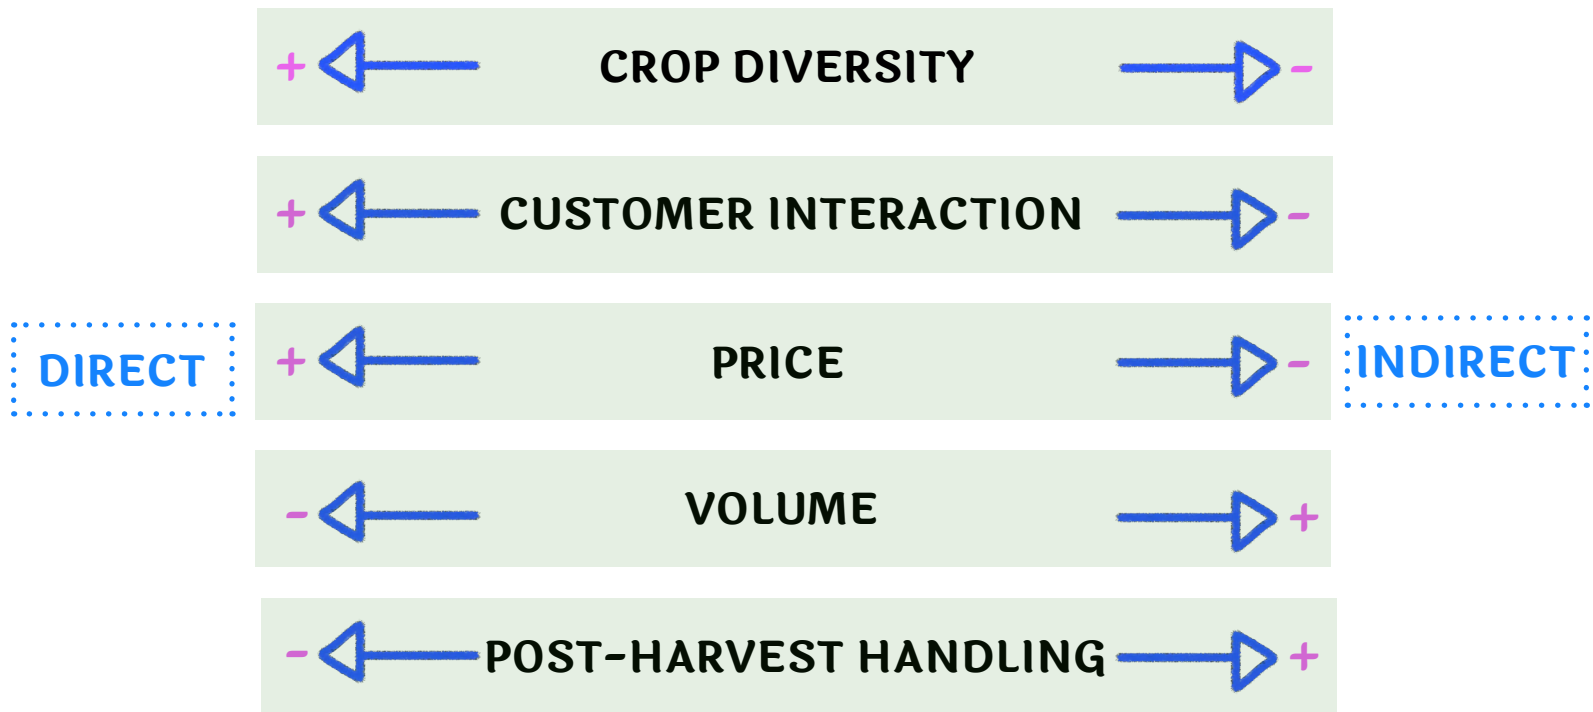 + CROP DIVERSITY -
+ CUSTOMER INTERACTION -
DIRECT
+ PRICE -
INDIRECT
- VOLUME +
- POST-HARVEST HANDLING +